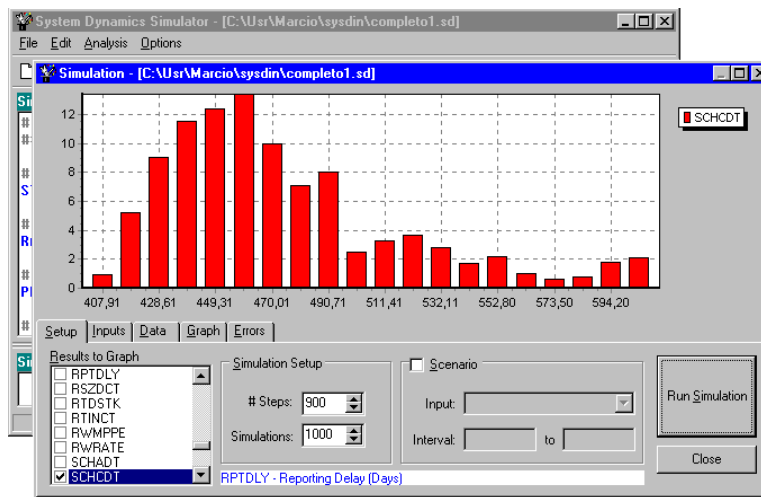 System Dynamics Simulator - [C:\Usr\Marcio\sysdin\completo1.sd]
File Edit Analysis Options
Simulation - [C:\Usr\Marcio\sysdin\completo1.sd]
12
10
8
6
4
2
0
407,91 428,61 449,31 470,01 490,71 511,41 532,11 552,80 573,50 594,20
SCHCDT
Setup Inputs Data Graph Errors
Results to Graph
RPTDLY
RSZDCT
RTDSTK
RTINCT
RWMPPE
RWRATE
SCHADT
SCHCDT
Simulation Setup
# Steps: 900
Simulations: 1000
Scenario
Input:
Interval: to
Run Simulation
Close
RPTDLY - Reporting Delay (Days)